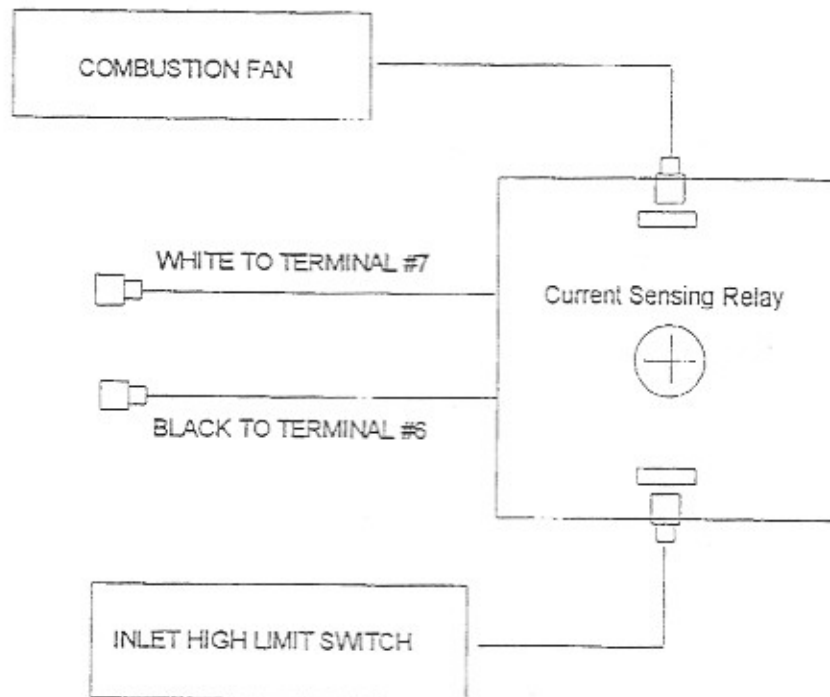 COMBUSTION FAN
WHITE TO TERMINAL #7
Current Sensing Relay
BLACK TO TERMINAL #6
INLET HIGH LIMIT SWITCH